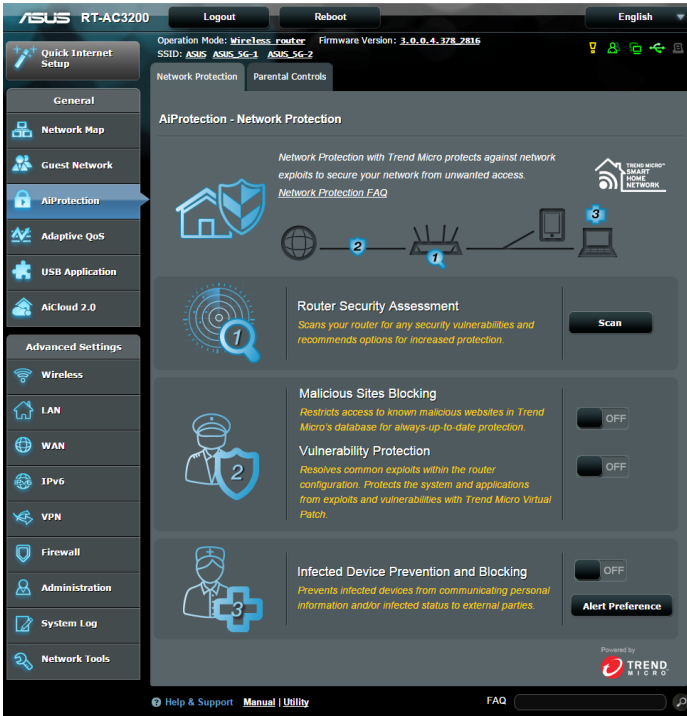 ASUS RT-AC3200 Logout Reboot English
Operation Mode: Wireless router Firmware Version: 3.0.0.4.378_2816
SSID: ASUS ASUS_5G-1 ASUS_5G-2
Quick Internet
Setup
General
Network Map
Guest Network
AiProtection
Adaptive QoS
USB Application
AiCloud 2.0
Advanced Settings
Wireless
LAN
WAN
IPv6
VPN
Firewall
Administration
System Log
Network Tools
Network Protection Parental Controls
AiProtection - Network Protection
Network Protection with Trend Micro protects against network
exploits to secure your network from unwanted access.
Network Protection FAQ
TREND MICRO™
SMART
HOME
NETWORK
2
1
3
1
Router Security Assessment
Scans your router for any security vulnerabilities and
recommends options for increased protection.
Scan
2
Malicious Sites Blocking
Restricts access to known malicious websites in Trend
Micro's database for always-up-to-date protection.
OFF
Vulnerability Protection
Resolves common exploits within the router
configuration. Protects the system and applications
from exploits and vulnerabilities with Trend Micro Virtual
Patch.
OFF
3
Infected Device Prevention and Blocking
Prevents infected devices from communicating personal
information and/or infected status to external parties.
OFF
Alert Preference
Powered by
TREND
MICRO
Help & Support Manual | Utility FAQ